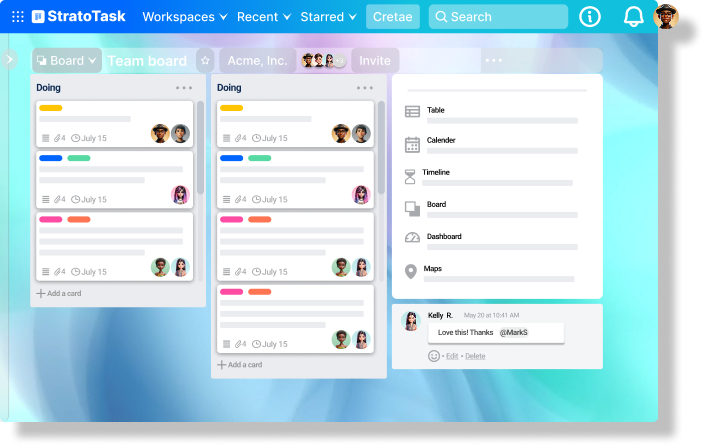 StratoTask Workspaces Recent Starred Cretae Search
Board Team board Acme, Inc. Invite
Doing
4 July 15
4 July 15
4 July 15
Add a card
Doing
4 July 15
4 July 15
4 July 15
4 July 15
Add a card
Table
Calender
Timeline
Board
Dashboard
Maps
Kelly R. May 20 at 10:41 AM
Love this! Thanks @MarkS
• Edit • Delete